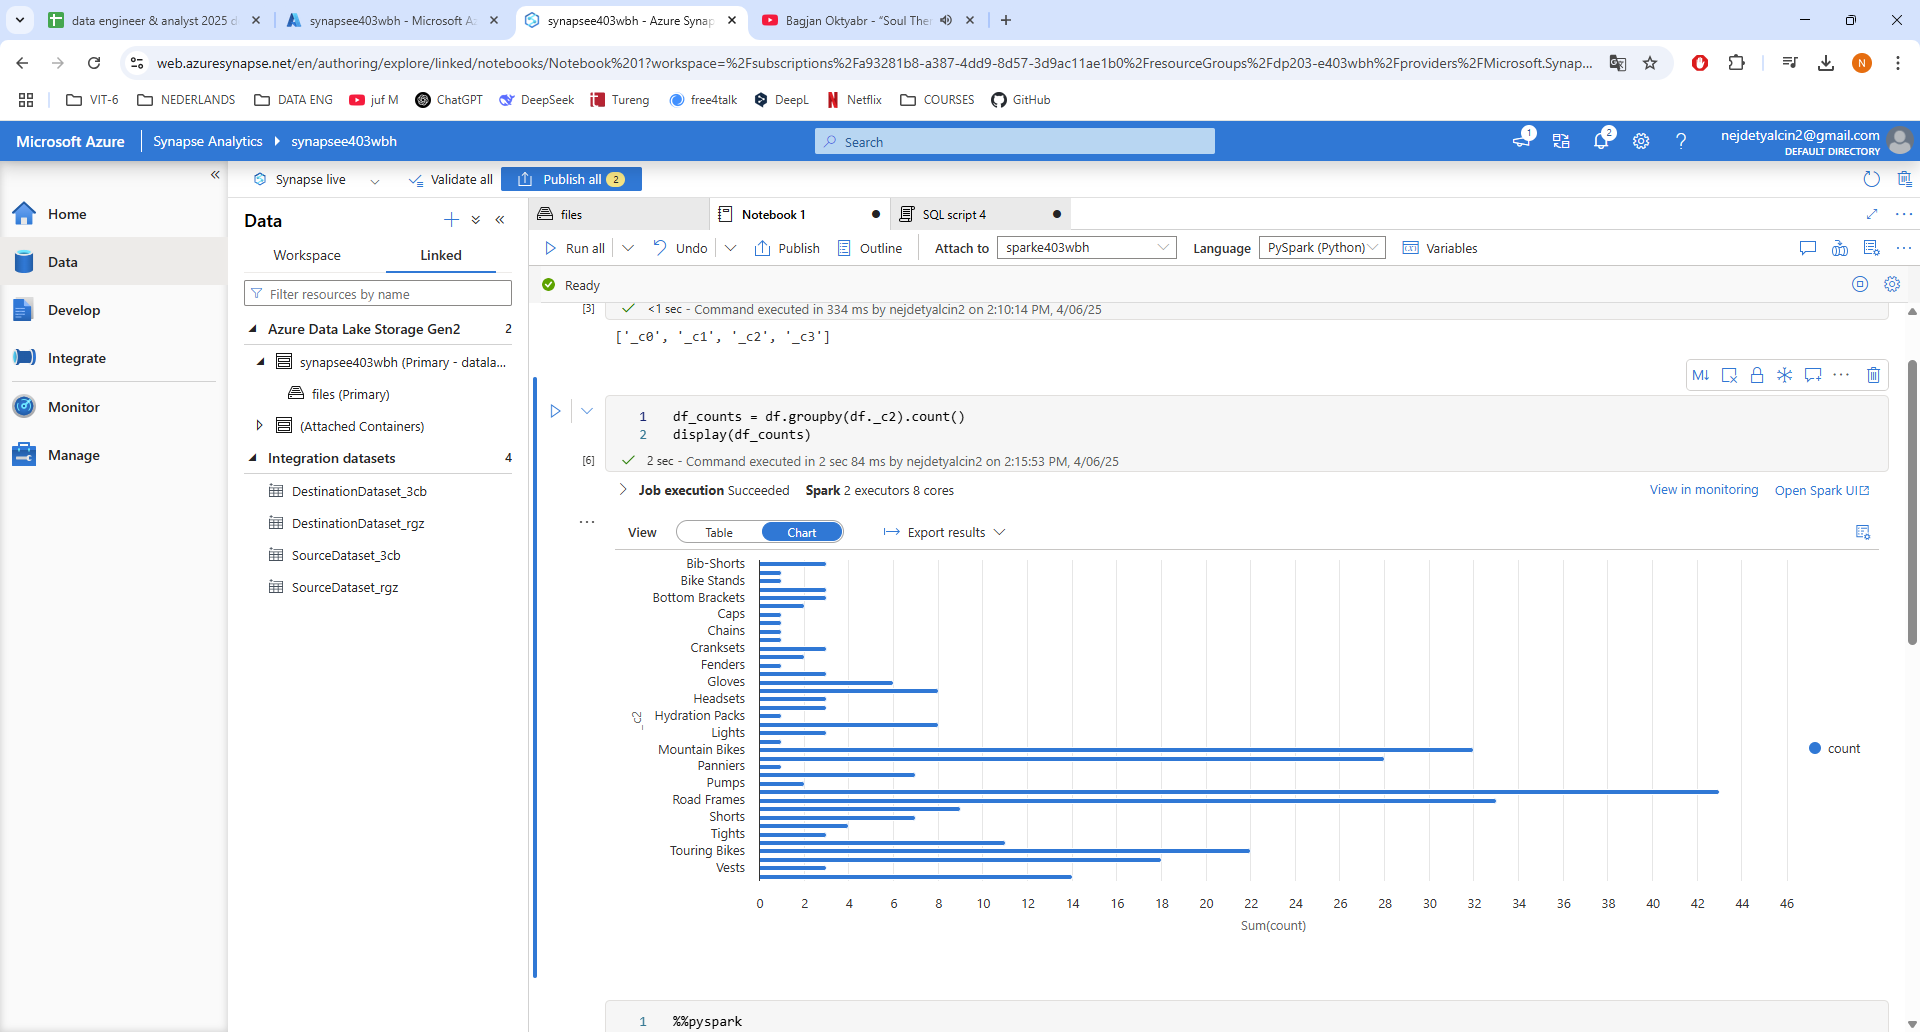 data engineer & analyst 2025 d
synapsee403wbh - Microsoft Az
synapsee403wbh - Azure Synap
Bagjan Oktyabr - “Soul Ther
web.azuresynapse.net/en/authoring/explore/linked/notebooks/Notebook%201?workspace=%2Fsubscriptions%2Fa93281b8-a387-4dd9-8d57-3d9ac11ae1b0%2FresourceGroups%2Fdp203-e403wbh%2Fproviders%2FMicrosoft.Synap...
N
VIT-6
NEDERLANDS
DATA ENG
juf M
ChatGPT
DeepSeek
Tureng
free4talk
DeepL
Netflix
COURSES
GitHub
Microsoft Azure
Synapse Analytics
synapsee403wbh
Search
1
2
nejdetyalcin2@gmail.com
DEFAULT DIRECTORY
Home
Data
Develop
Integrate
Monitor
Manage
Synapse live
Validate all
Publish all 2
Data
Workspace
Linked
Filter resources by name
Azure Data Lake Storage Gen2 2
synapsee403wbh (Primary - datala...
files (Primary)
(Attached Containers)
Integration datasets 4
DestinationDataset_3cb
DestinationDataset_rgz
SourceDataset_3cb
SourceDataset_rgz
files
Notebook 1
SQL script 4
Run all
Undo
Publish
Outline
Attach to
sparke403wbh
Language
PySpark (Python)
Variables
Ready
[3]
<1 sec - Command executed in 334 ms by nejdetyalcin2 on 2:10:14 PM, 4/06/25
['_c0', '_c1', '_c2', '_c3']
M↓
1 df_counts = df.groupby(df._c2).count()
2 display(df_counts)
[6]
2 sec - Command executed in 2 sec 84 ms by nejdetyalcin2 on 2:15:53 PM, 4/06/25
Job execution Succeeded Spark 2 executors 8 cores
View in monitoring
Open Spark UI
View
Table
Chart
Export results
Bib-Shorts
Bike Stands
Bottom Brackets
Caps
Chains
Cranksets
Fenders
Gloves
Headsets
Hydration Packs
Lights
Mountain Bikes
Panniers
Pumps
Road Frames
Shorts
Tights
Touring Bikes
Vests
_c2
count
0 2 4 6 8 10 12 14 16 18 20 22 24 26 28 30 32 34 36 38 40 42 44 46
Sum(count)
1 %%pyspark